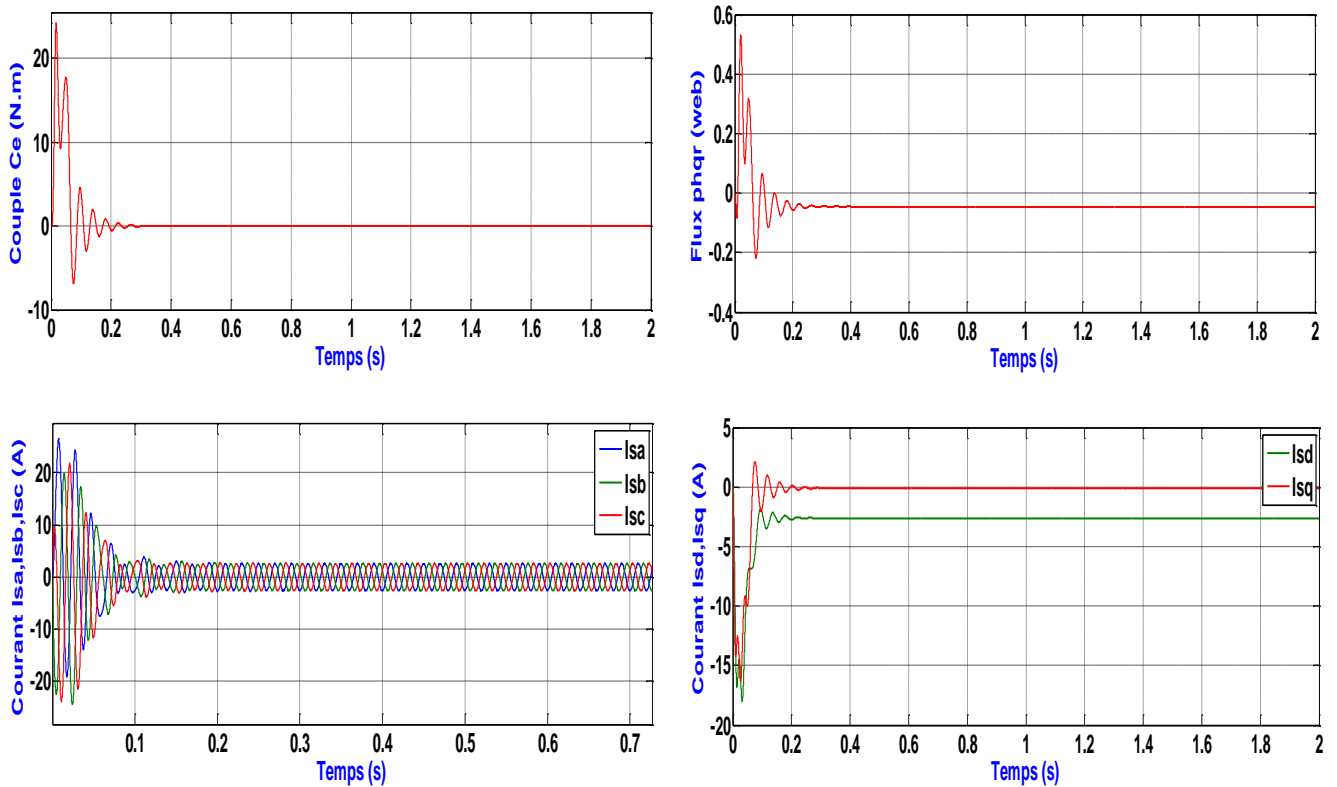 Couple Ce (N.m)
20
10
0
-10
0 0.2 0.4 0.6 0.8 1 1.2 1.4 1.6 1.8 2
Temps (s)
Flux phqr (web)
0.6
0.4
0.2
0
-0.2
-0.4
0 0.2 0.4 0.6 0.8 1 1.2 1.4 1.6 1.8 2
Temps (s)
Courant Isa,Isb,Isc (A)
20
10
0
-10
-20
0.1 0.2 0.3 0.4 0.5 0.6 0.7
Temps (s)
Isa
Isb
Isc
Courant Isd,Isq (A)
5
0
-5
-10
-15
-20
0 0.2 0.4 0.6 0.8 1 1.2 1.4 1.6 1.8 2
Temps (s)
Isd
Isq